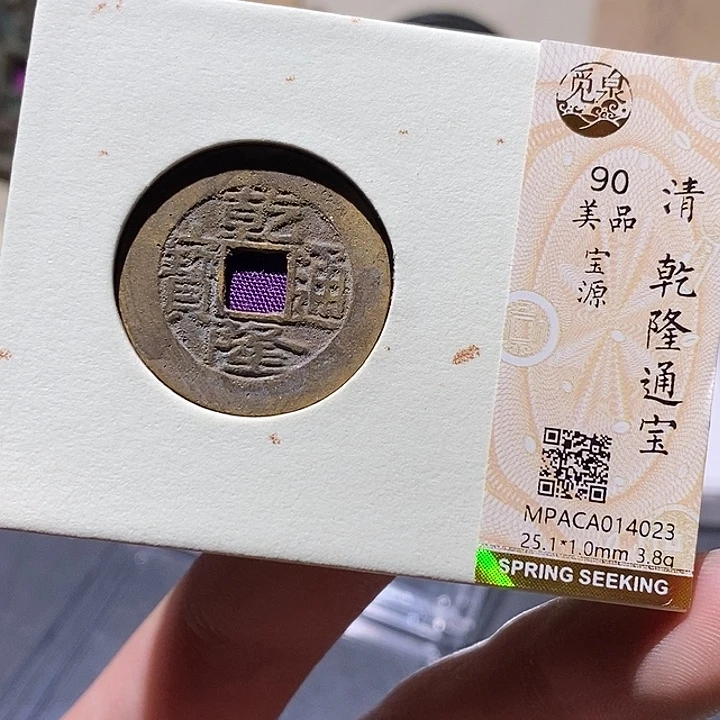 乾隆通寳
觅泉
90
美品
宝源
清 乾隆通宝
MPACA014023
25.1*1.0mm 3.8g
SPRING SEEKING